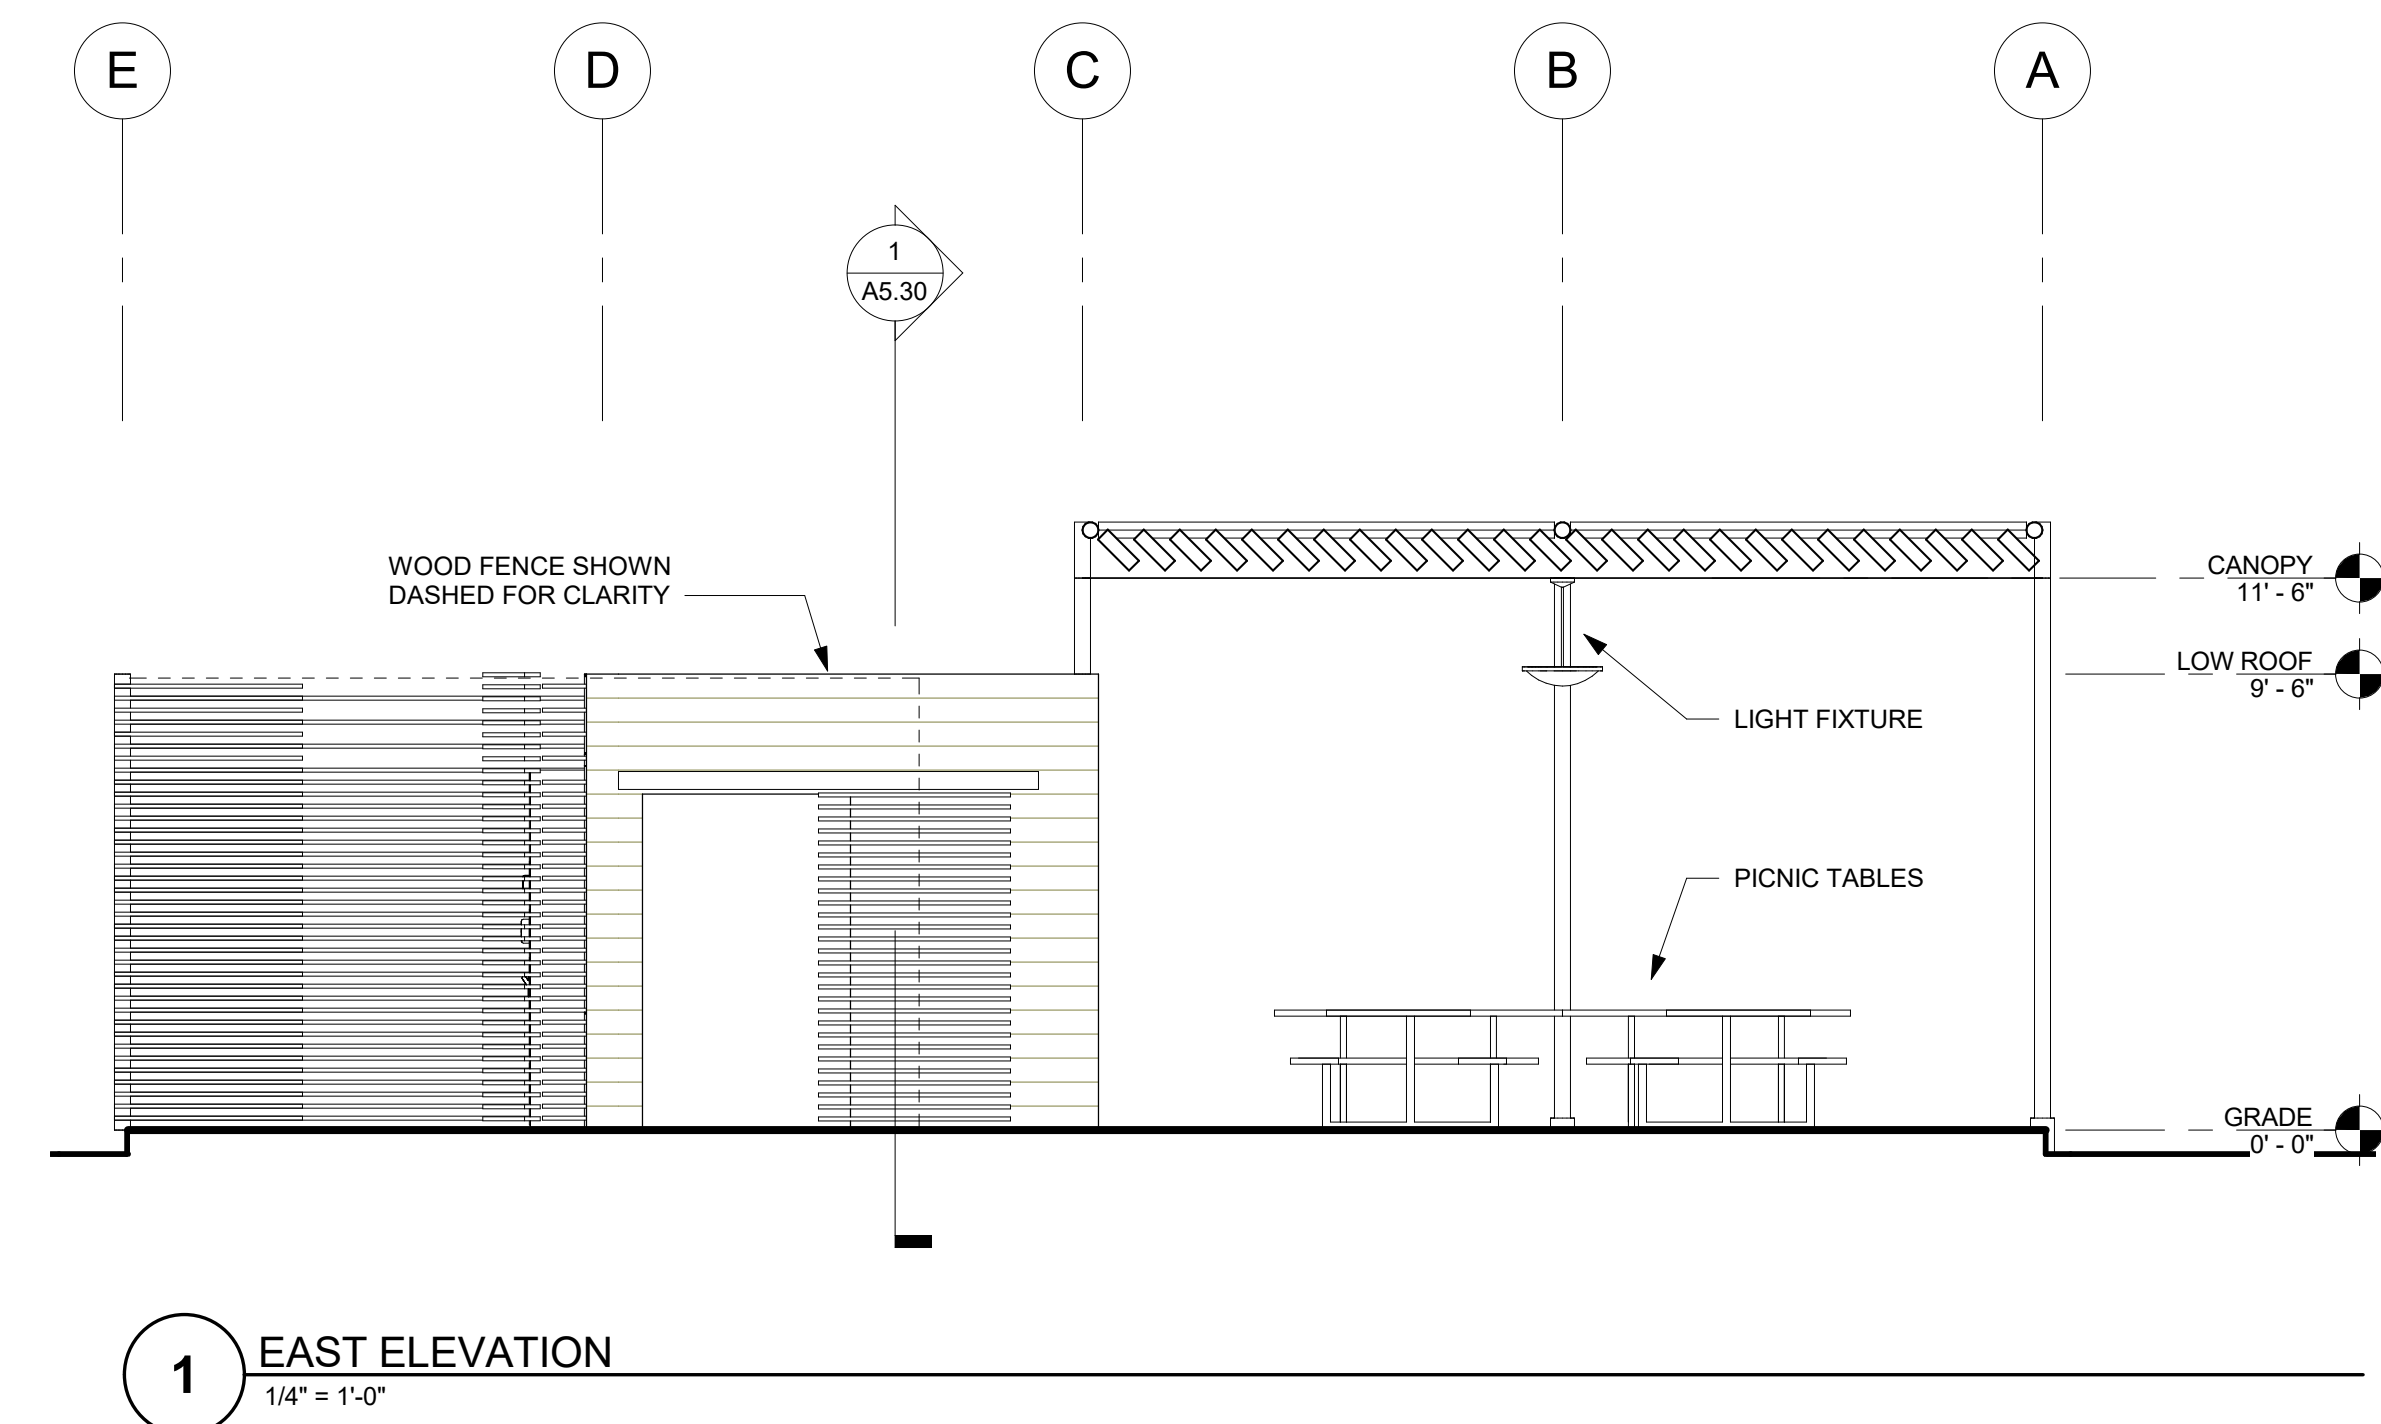 E
D
C
B
A
1
A5.30
WOOD FENCE SHOWN
DASHED FOR CLARITY
CANOPY
11' - 6"
LOW ROOF
9' - 6"
LIGHT FIXTURE
PICNIC TABLES
GRADE
0' - 0"
1
EAST ELEVATION
1/4" = 1'-0"